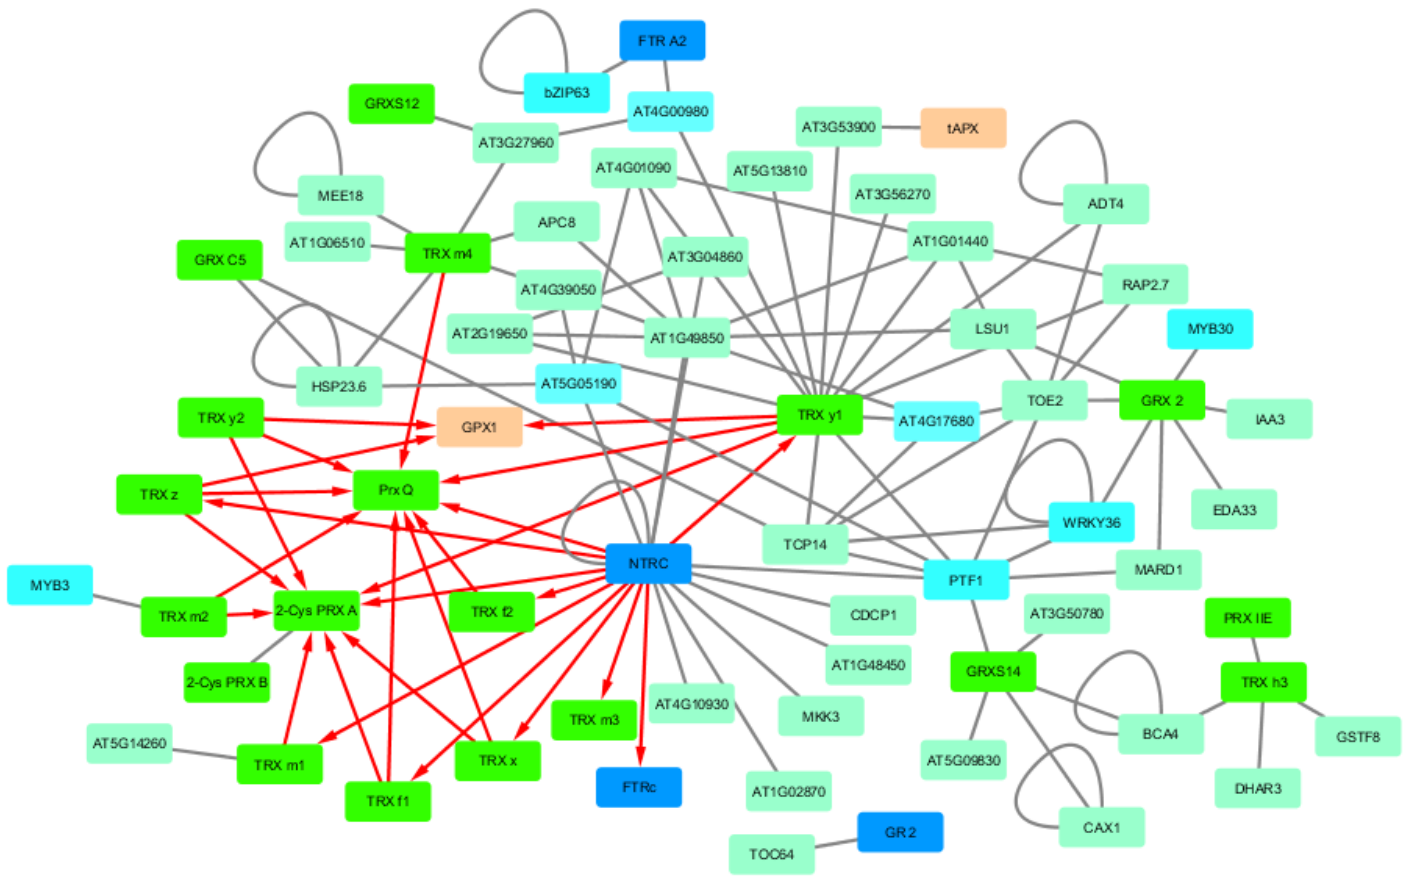 FTR A2
bZIP63
GRXS12
AT4G00980
AT3G53900
tAPX
AT3G27960
AT4G01090
AT5G13810
AT3G56270
MEE18
ADT4
APC8
AT1G06510
TRX m4
AT1G01440
GRX C5
AT3G04860
AT4G39050
RAP2.7
AT2G19650
AT1G49850
LSU1
MYB30
HSP23.6
AT5G05190
TOE2
GRX 2
TRX y2
GPX1
TRX y1
AT4G17680
IAA3
TRX z
Prx Q
EDA33
WRKY36
TCP14
NTRC
PTF1
MARD1
MYB3
TRX m2
2-Cys PRX A
TRX f2
CDCP1
AT3G50780
PRX IIE
2-Cys PRX B
AT1G48450
GRXS14
TRX h3
AT4G10930
MKK3
TRX m3
BCA4
GSTF8
AT5G14260
TRX m1
TRX x
AT5G09830
FTRc
AT1G02870
DHAR3
TRX f1
CAX1
GR 2
TOC64